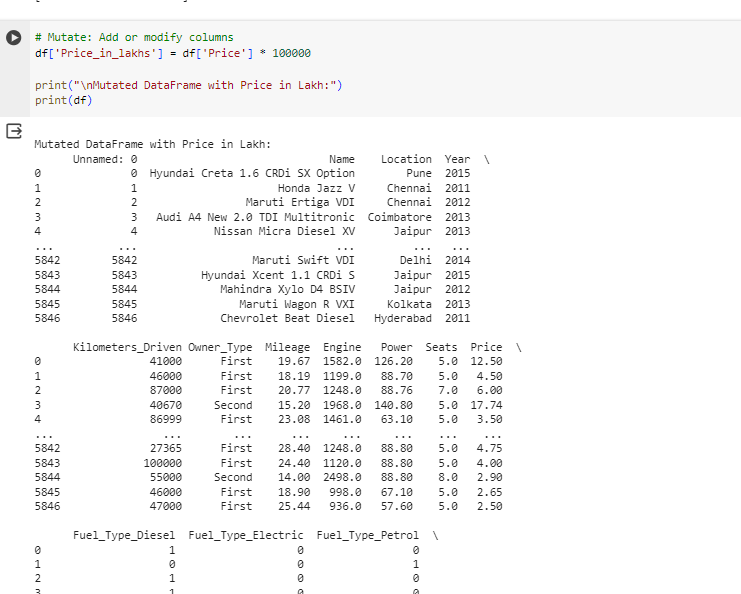 # Mutate: Add or modify columns
df['Price_in_lakhs'] = df['Price'] * 100000
print("\nMutated DataFrame with Price in Lakh:")
print(df)
Mutated DataFrame with Price in Lakh:
Unnamed: 0 Name Location Year \
0 0 Hyundai Creta 1.6 CRDi SX Option Pune 2015
1 1 Honda Jazz V Chennai 2011
2 2 Maruti Ertiga VDI Chennai 2012
3 3 Audi A4 New 2.0 TDI Multitronic Coimbatore 2013
4 4 Nissan Micra Diesel XV Jaipur 2013
... ... ... ... ...
5842 5842 Maruti Swift VDI Delhi 2014
5843 5843 Hyundai Xcent 1.1 CRDi S Jaipur 2015
5844 5844 Mahindra Xylo D4 BSIV Jaipur 2012
5845 5845 Maruti Wagon R VXI Kolkata 2013
5846 5846 Chevrolet Beat Diesel Hyderabad 2011
Kilometers_Driven Owner_Type Mileage Engine Power Seats Price \
0 41000 First 19.67 1582.0 126.20 5.0 12.50
1 46000 First 18.19 1199.0 88.70 5.0 4.50
2 87000 First 20.77 1248.0 88.76 7.0 6.00
3 40670 Second 15.20 1968.0 140.80 5.0 17.74
4 86999 First 23.08 1461.0 63.10 5.0 3.50
... ... ... ... ... ... ... ...
5842 27365 First 28.40 1248.0 88.80 5.0 4.75
5843 100000 First 24.40 1120.0 88.80 5.0 4.00
5844 55000 Second 14.00 2498.0 88.80 8.0 2.90
5845 46000 First 18.90 998.0 67.10 5.0 2.65
5846 47000 First 25.44 936.0 57.60 5.0 2.50
Fuel_Type_Diesel Fuel_Type_Electric Fuel_Type_Petrol \
0 1 0 0
1 0 0 1
2 1 0 0
3 1 0 0